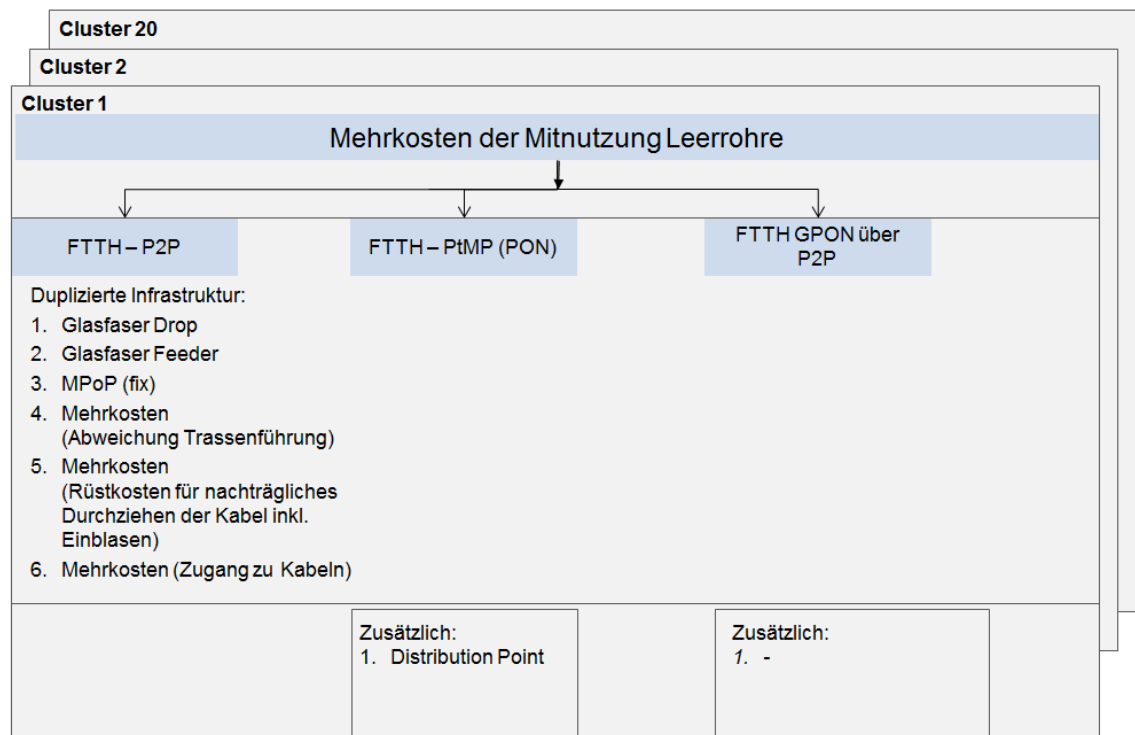 Cluster 20
Cluster 2
Cluster 1
Mehrkosten der Mitnutzung Leerrohre
FTTH – P2P
FTTH – PtMP (PON)
FTTH GPON über
P2P
Duplizierte Infrastruktur:
1. Glasfaser Drop
2. Glasfaser Feeder
3. MPoP (fix)
4. Mehrkosten
(Abweichung Trassenführung)
5. Mehrkosten
(Rüstkosten für nachträgliches
Durchziehen der Kabel inkl.
Einblasen)
6. Mehrkosten (Zugang zu Kabeln)
Zusätzlich:
1. Distribution Point
Zusätzlich:
1. -